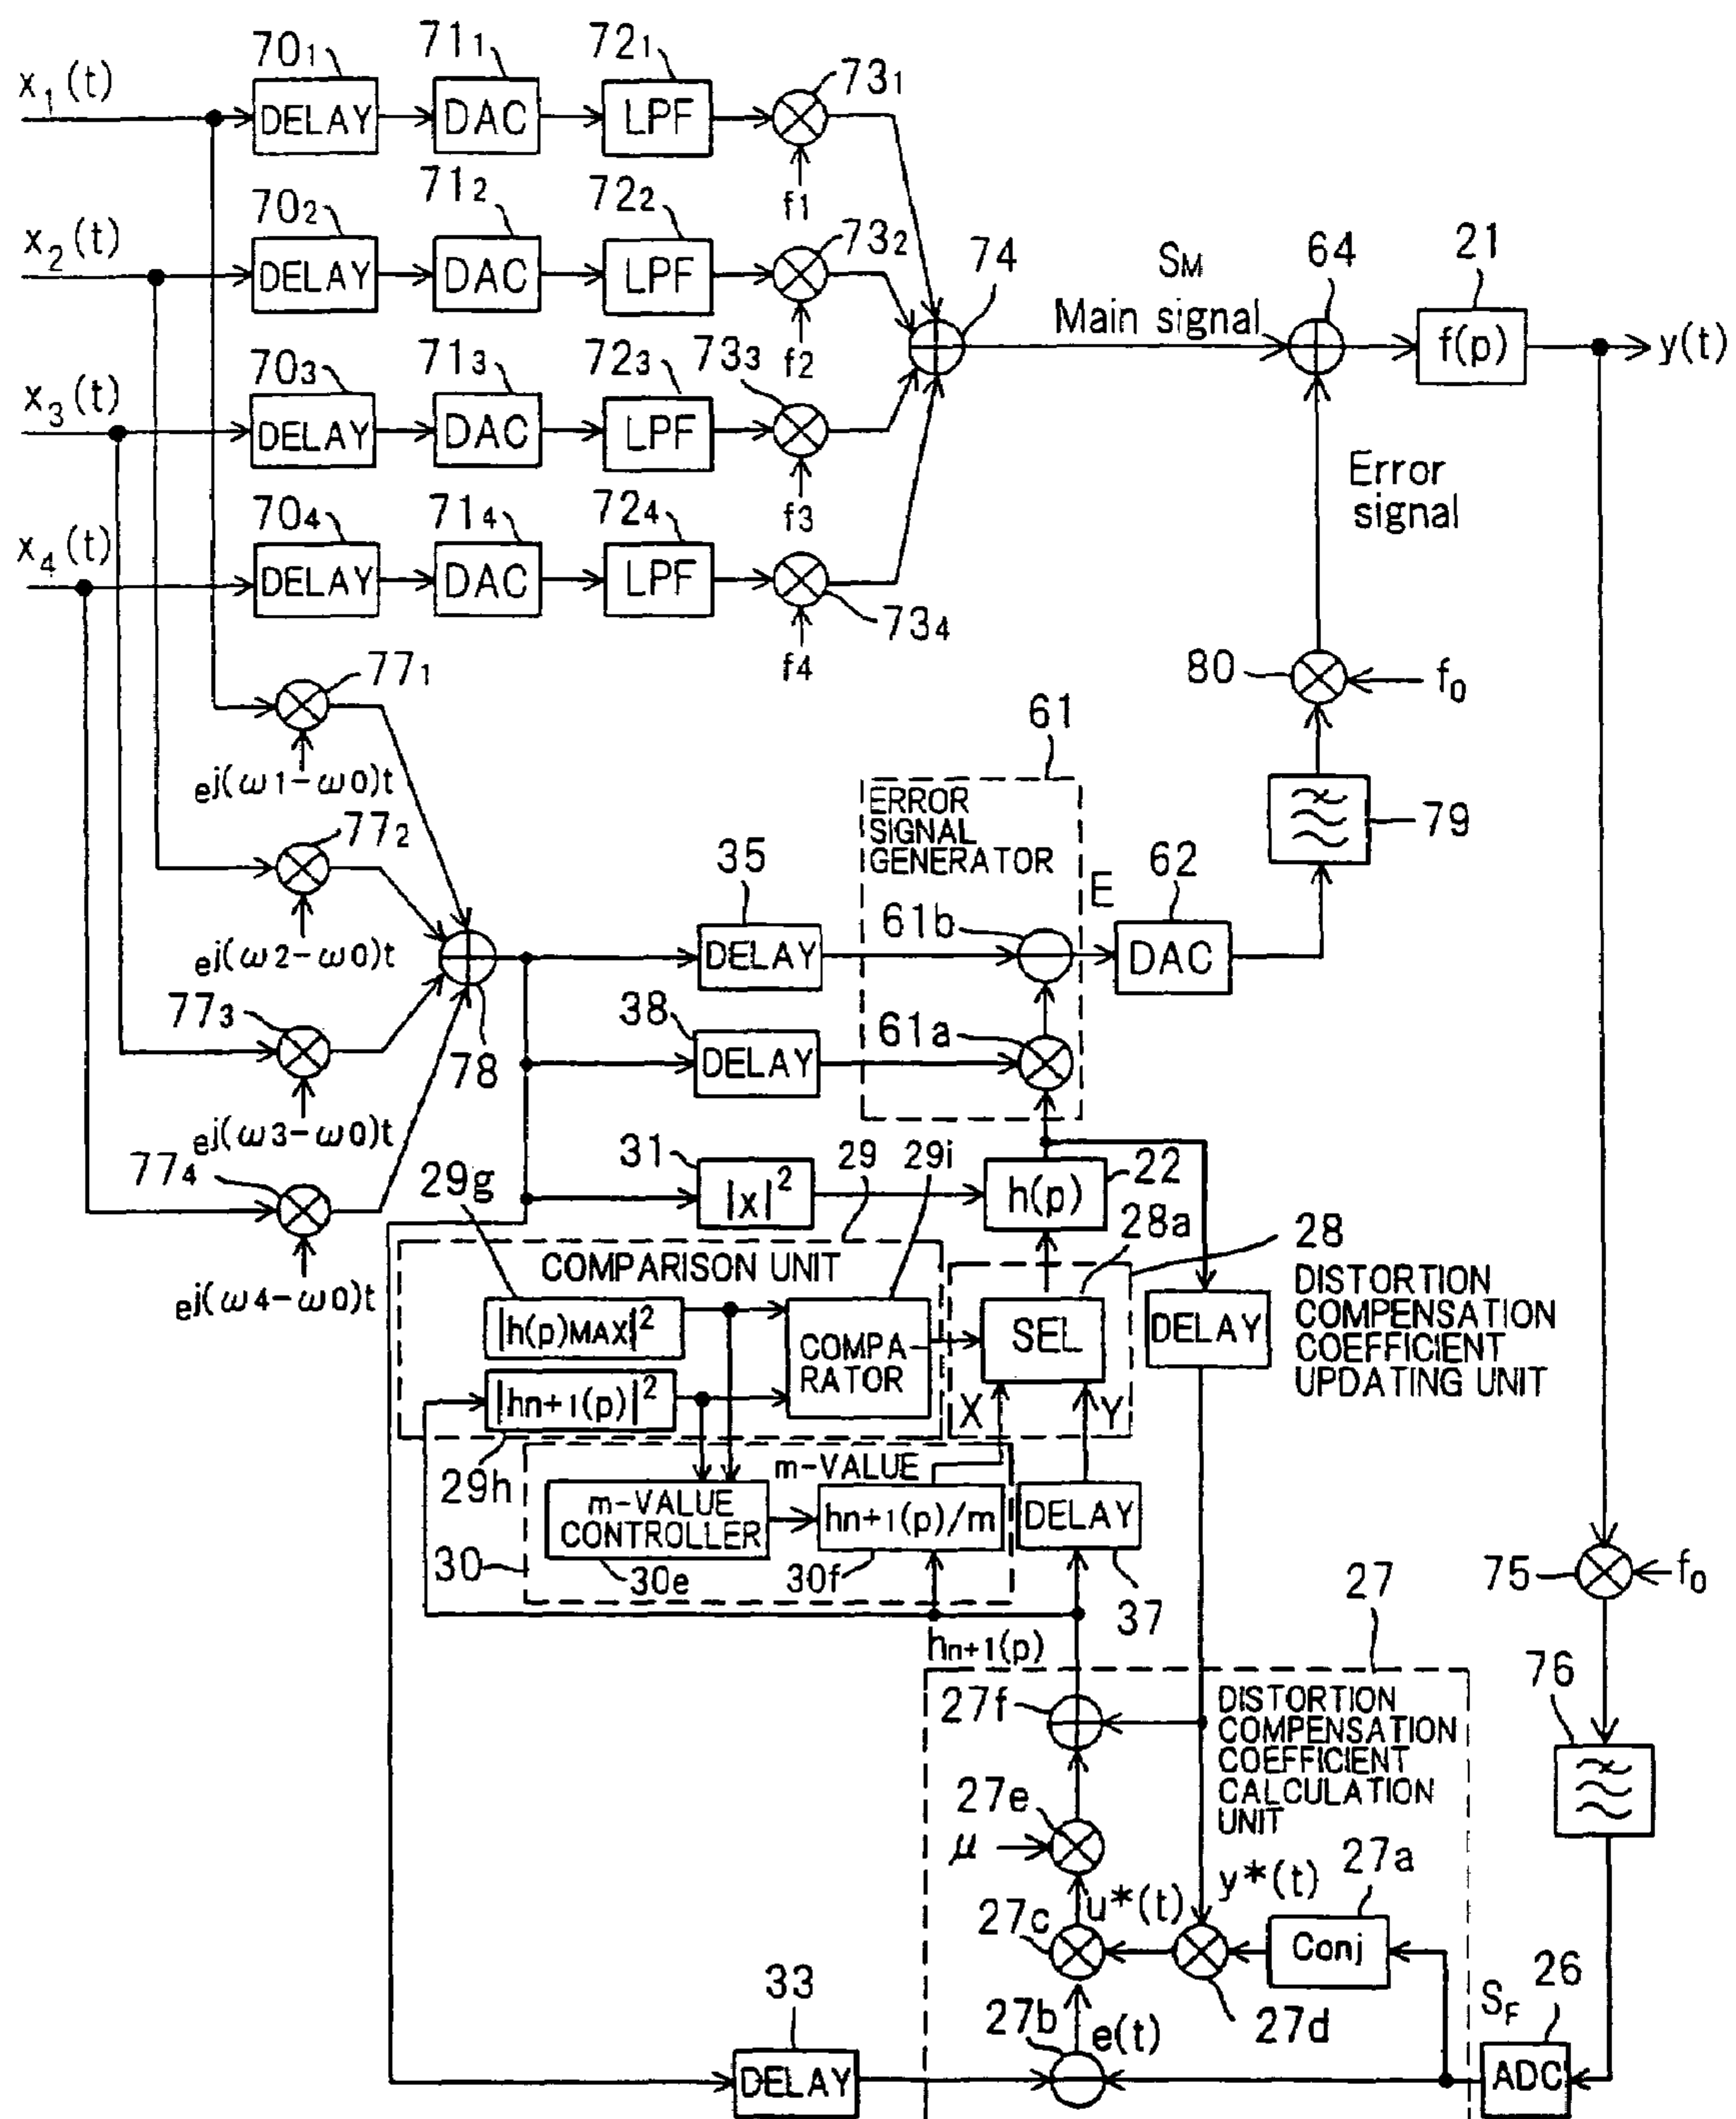 x1(t)
701
DELAY
711
DAC
721
LPF
731
f1
x2(t)
702
DELAY
712
DAC
722
LPF
732
f2
x3(t)
703
DELAY
713
DAC
723
LPF
733
f3
x4(t)
704
DELAY
714
DAC
724
LPF
734
f4
74
SM
Main signal
64
21
f(p)
y(t)
Error
signal
80
f0
79
771
ej(ω1-ω0)t
772
ej(ω2-ω0)t
773
ej(ω3-ω0)t
774
ej(ω4-ω0)t
78
35
DELAY
38
DELAY
61
ERROR
SIGNAL
GENERATOR
61b
61a
E
62
DAC
31
|x|2
29
29i
h(p)
22
28a
28
29g
COMPARISON UNIT
|h(p)MAX|2
|hn+1(p)|2
29h
COMPA-
RATOR
SEL
X
Y
DELAY
DISTORTION
COMPENSATION
COEFFICIENT
UPDATING UNIT
m-VALUE
m-VALUE
CONTROLLER
hn+1(p)/m
DELAY
30
30e
30f
37
hn+1(p)
27
75
f0
76
27f
DISTORTION
COMPENSATION
COEFFICIENT
CALCULATION
UNIT
27e
μ
27c
u*(t)
y*(t)
27a
Conj
27d
27b
e(t)
33
DELAY
SF
26
ADC